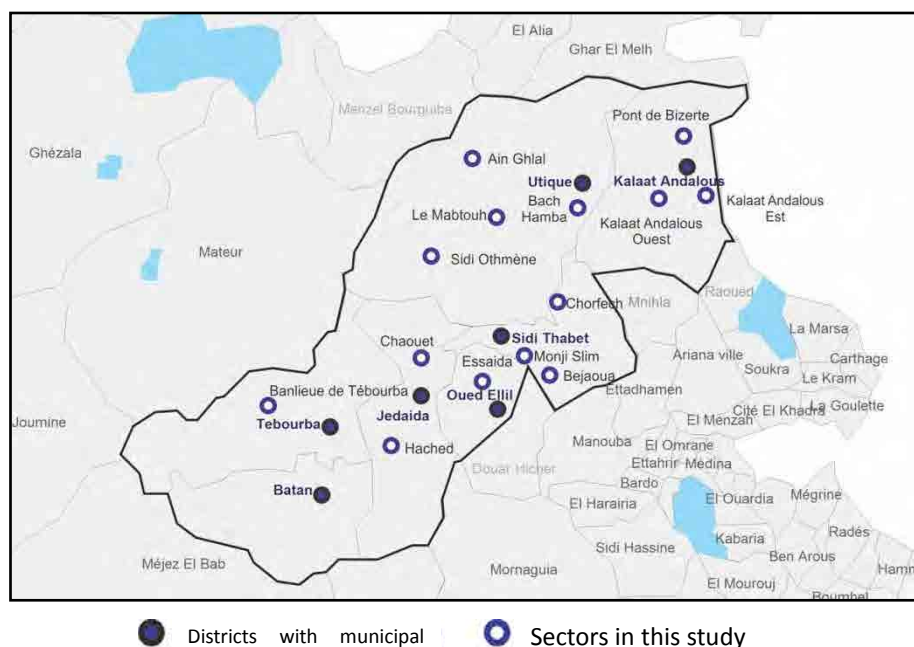 El Alia
Ghar El Melh
Menzel Bourguiba
Pont de Bizerte
Ghézala
Ain Ghlal
Utique
Kalaat Andalous
Bach
Hamba
Kalaat Andalous
Est
Le Mabtouh
Kalaat Andalous
Ouest
Mateur
Sidi Othmène
Chorfech
Mnihla
Raoued
La Marsa
Sidi Thabet
Chaouet
Monji Slim
Ariana ville
Carthage
Essaida
Soukra
Bejaoua
Le Kram
Banlieue de Tébourba
Oued Ellil
Ettadhamen
Jedaida
Cité El Khadra
La Goulette
Joumine
Tebourba
El Menzah
Hached
Manouba
El Omrane
Douar Hicher
Ettahrir
Medina
Bardo
Batan
El Harairia
El Ouardia
Mégrine
Kabaria
Radés
Sidi Hassine
Ben Arous
Méjez El Bab
Mornaguia
Hamm
El Mourouj
Boumhel
Districts with municipal
Sectors in this study